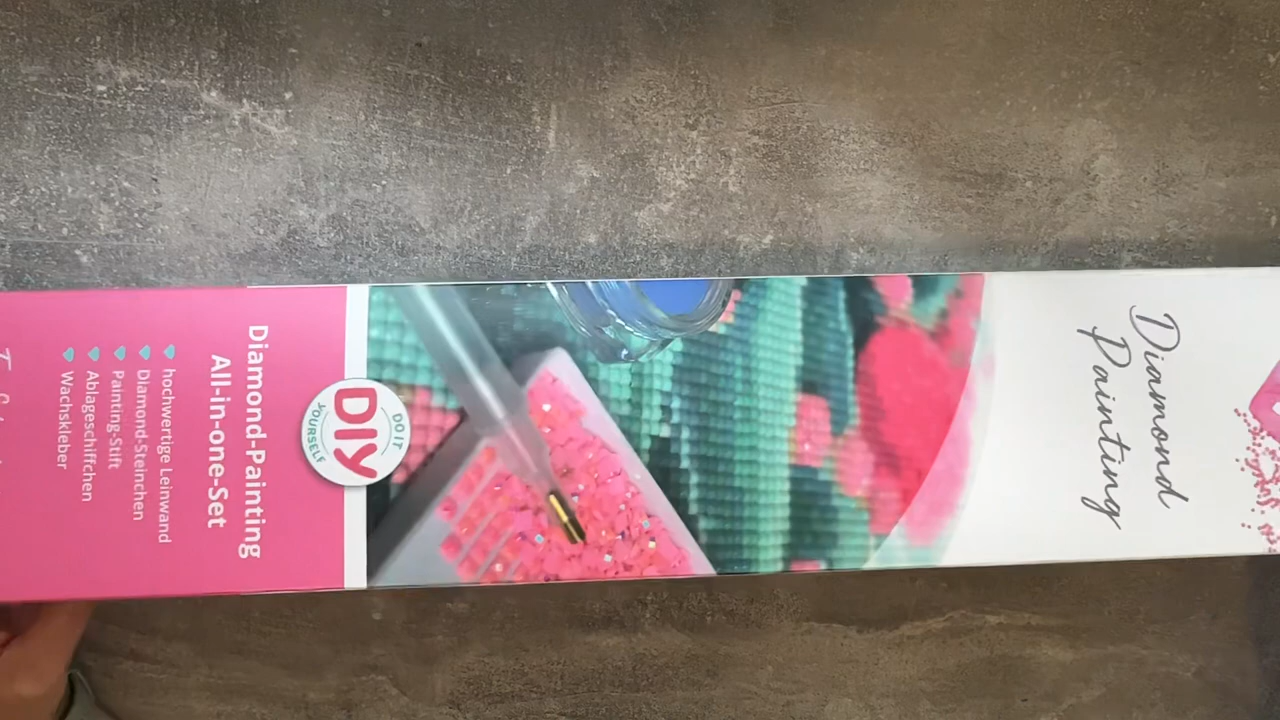 Diamond
Painting
DO IT
DIY
YOURSELF
Diamond-Painting
All-in-one-Set
hochwertige Leinwand
Diamond-Steinchen
Painting-Stift
Ablageschiffchen
Wachskleber